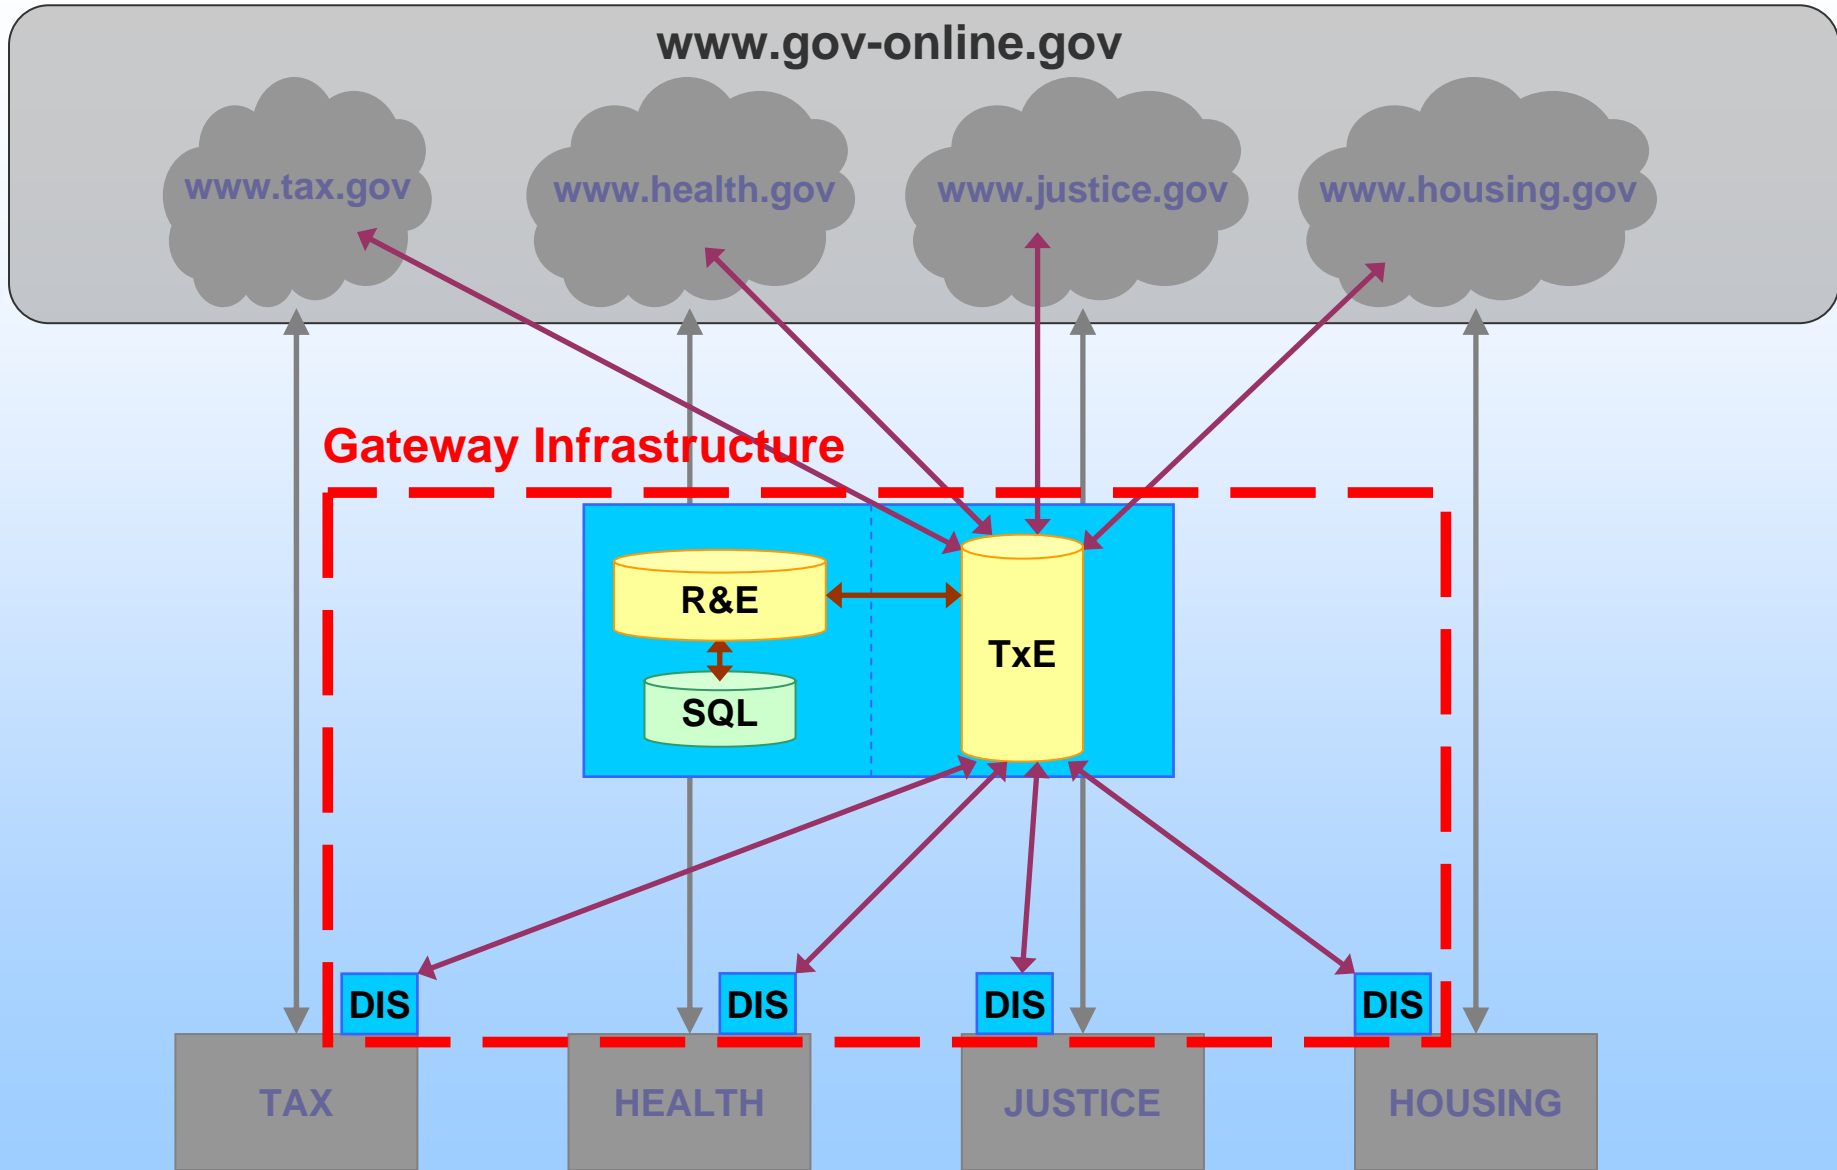 www.gov-online.gov
www.tax.gov
www.health.gov
www.justice.gov
www.housing.gov
Gateway Infrastructure
R&E
TxE
SQL
DIS
DIS
DIS
DIS
TAX
HEALTH
JUSTICE
HOUSING